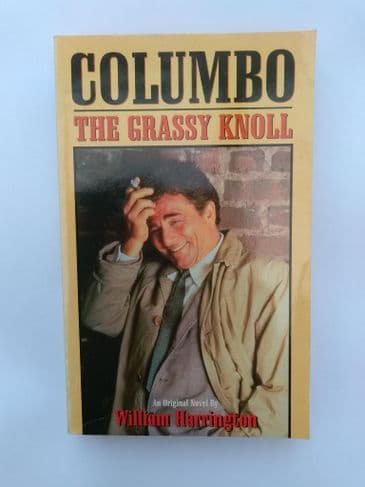 COLUMBO
THE GRASSY KNOLL
An Original Novel By
William Harrington